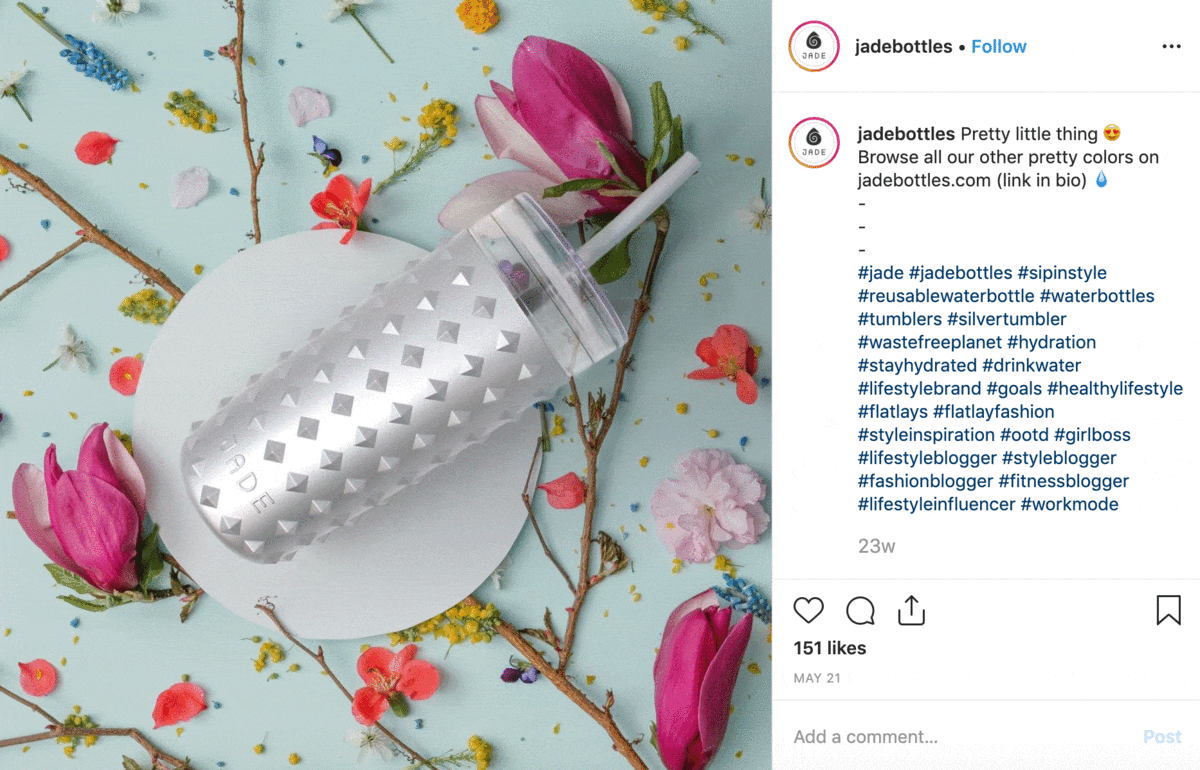 JADE
JADE
jadebottles • Follow
JADE
jadebottles Pretty little thing 😍
Browse all our other pretty colors on
jadebottles.com (link in bio) 💧
-
-
-
#jade #jadebottles #sipinstyle
#reusablewaterbottle #waterbottles
#tumblers #silvertumbler
#wastefreeplanet #hydration
#stayhydrated #drinkwater
#lifestylebrand #goals #healthylifestyle
#flatlays #flatlayfashion
#styleinspiration #ootd #girlboss
#lifestyleblogger #styleblogger
#fashionblogger #fitnessblogger
#lifestyleinfluencer #workmode
23w
151 likes
MAY 21
Add a comment...
Post